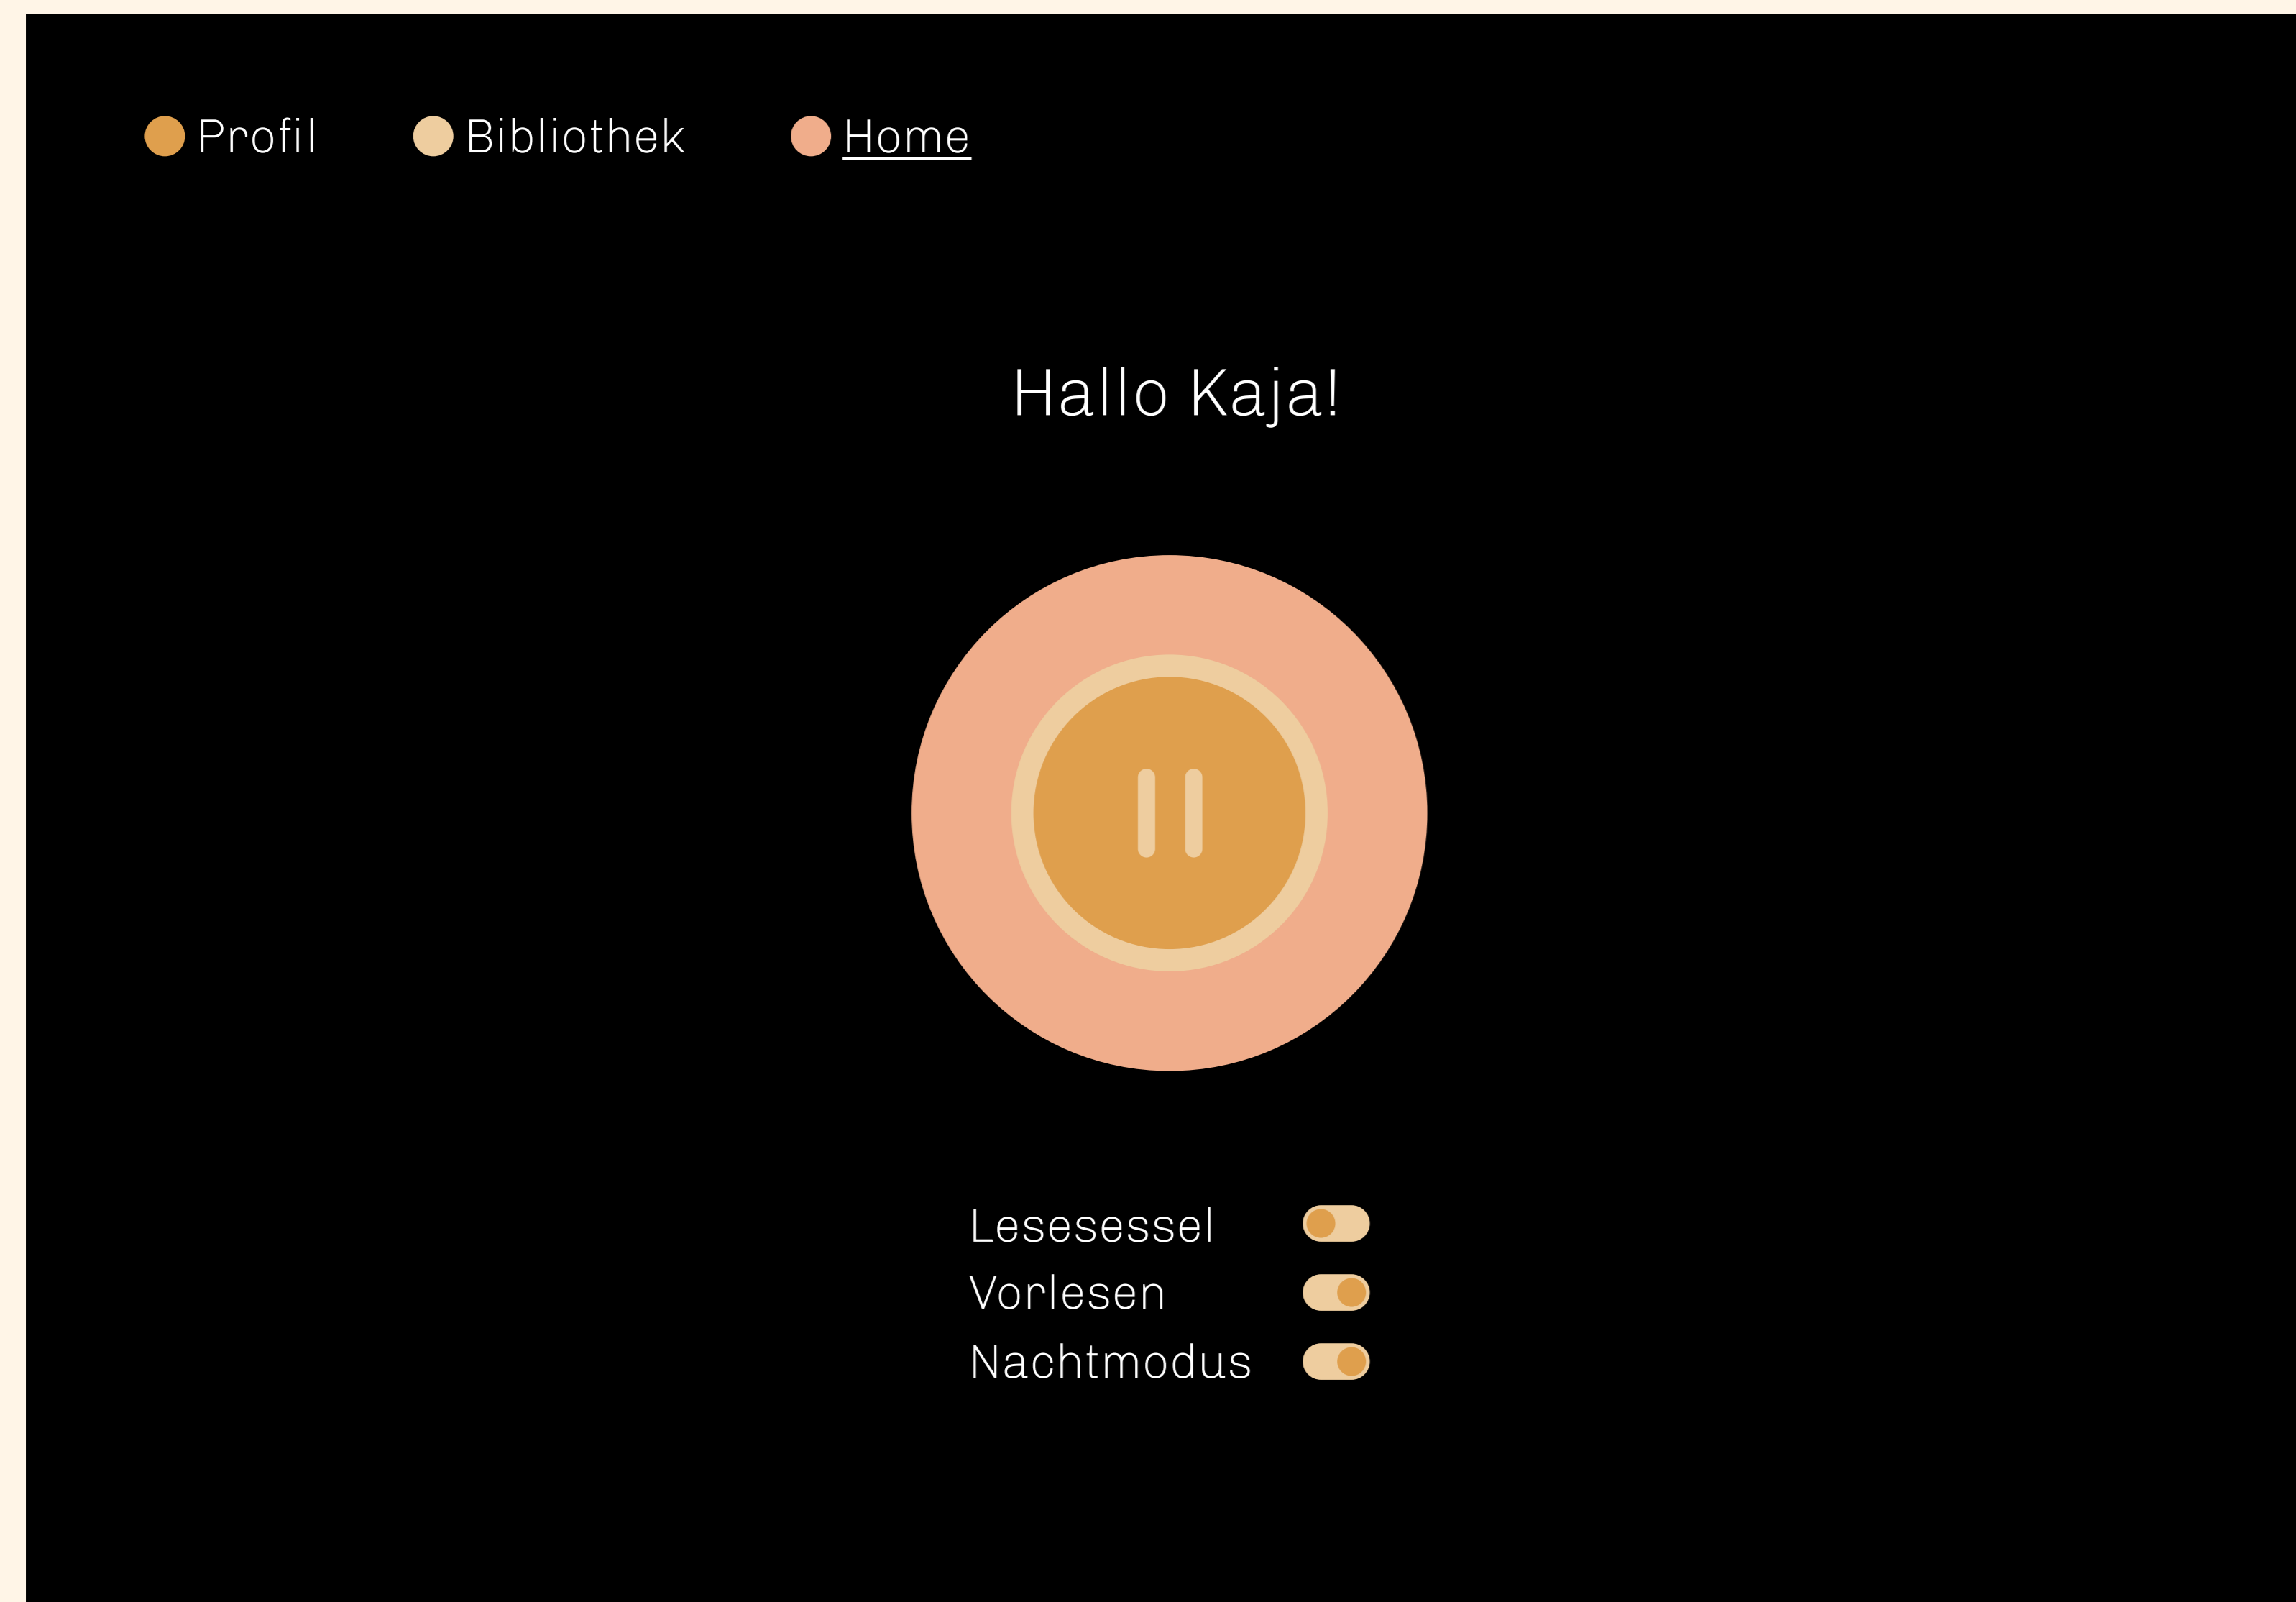 Profil Bibliothek Home
Hallo Kaja!
Lesesessel
Vorlesen
Nachtmodus